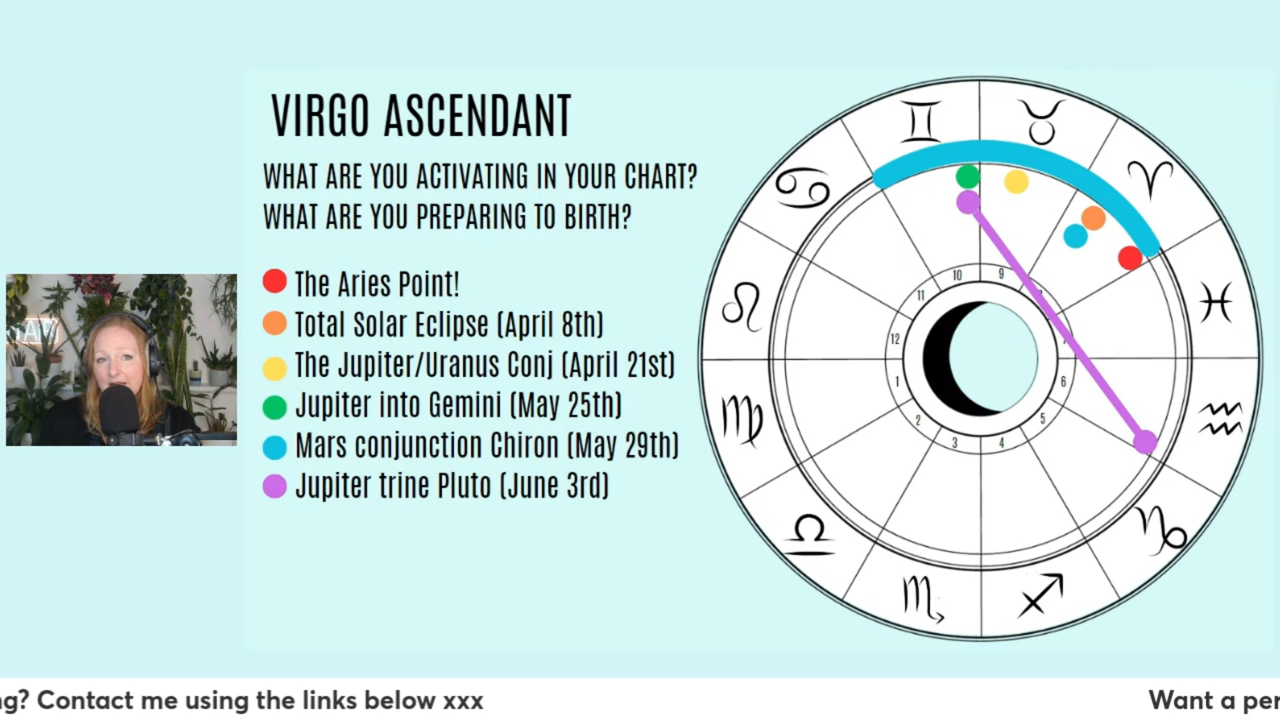 VIRGO ASCENDANT
WHAT ARE YOU ACTIVATING IN YOUR CHART?
WHAT ARE YOU PREPARING TO BIRTH?
The Aries Point!
Total Solar Eclipse (April 8th)
The Jupiter/Uranus Conj (April 21st)
Jupiter into Gemini (May 25th)
Mars conjunction Chiron (May 29th)
Jupiter trine Pluto (June 3rd)
♊ ♉
♋ ♈
♌ ♓
♍ ♒
♎ ♑
♏ ♐
10 9
11
12
1 6
2 5
3 4
ng? Contact me using the links below xxx
Want a per